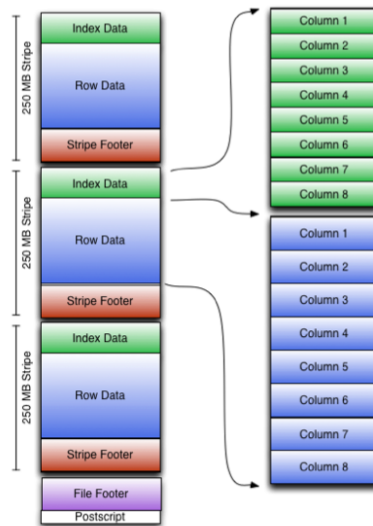 250 MB Stripe
Index Data
Row Data
Stripe Footer
250 MB Stripe
Index Data
Row Data
Stripe Footer
250 MB Stripe
Index Data
Row Data
Stripe Footer
File Footer
Postscript
Column 1
Column 2
Column 3
Column 4
Column 5
Column 6
Column 7
Column 8
Column 1
Column 2
Column 3
Column 4
Column 5
Column 6
Column 7
Column 8